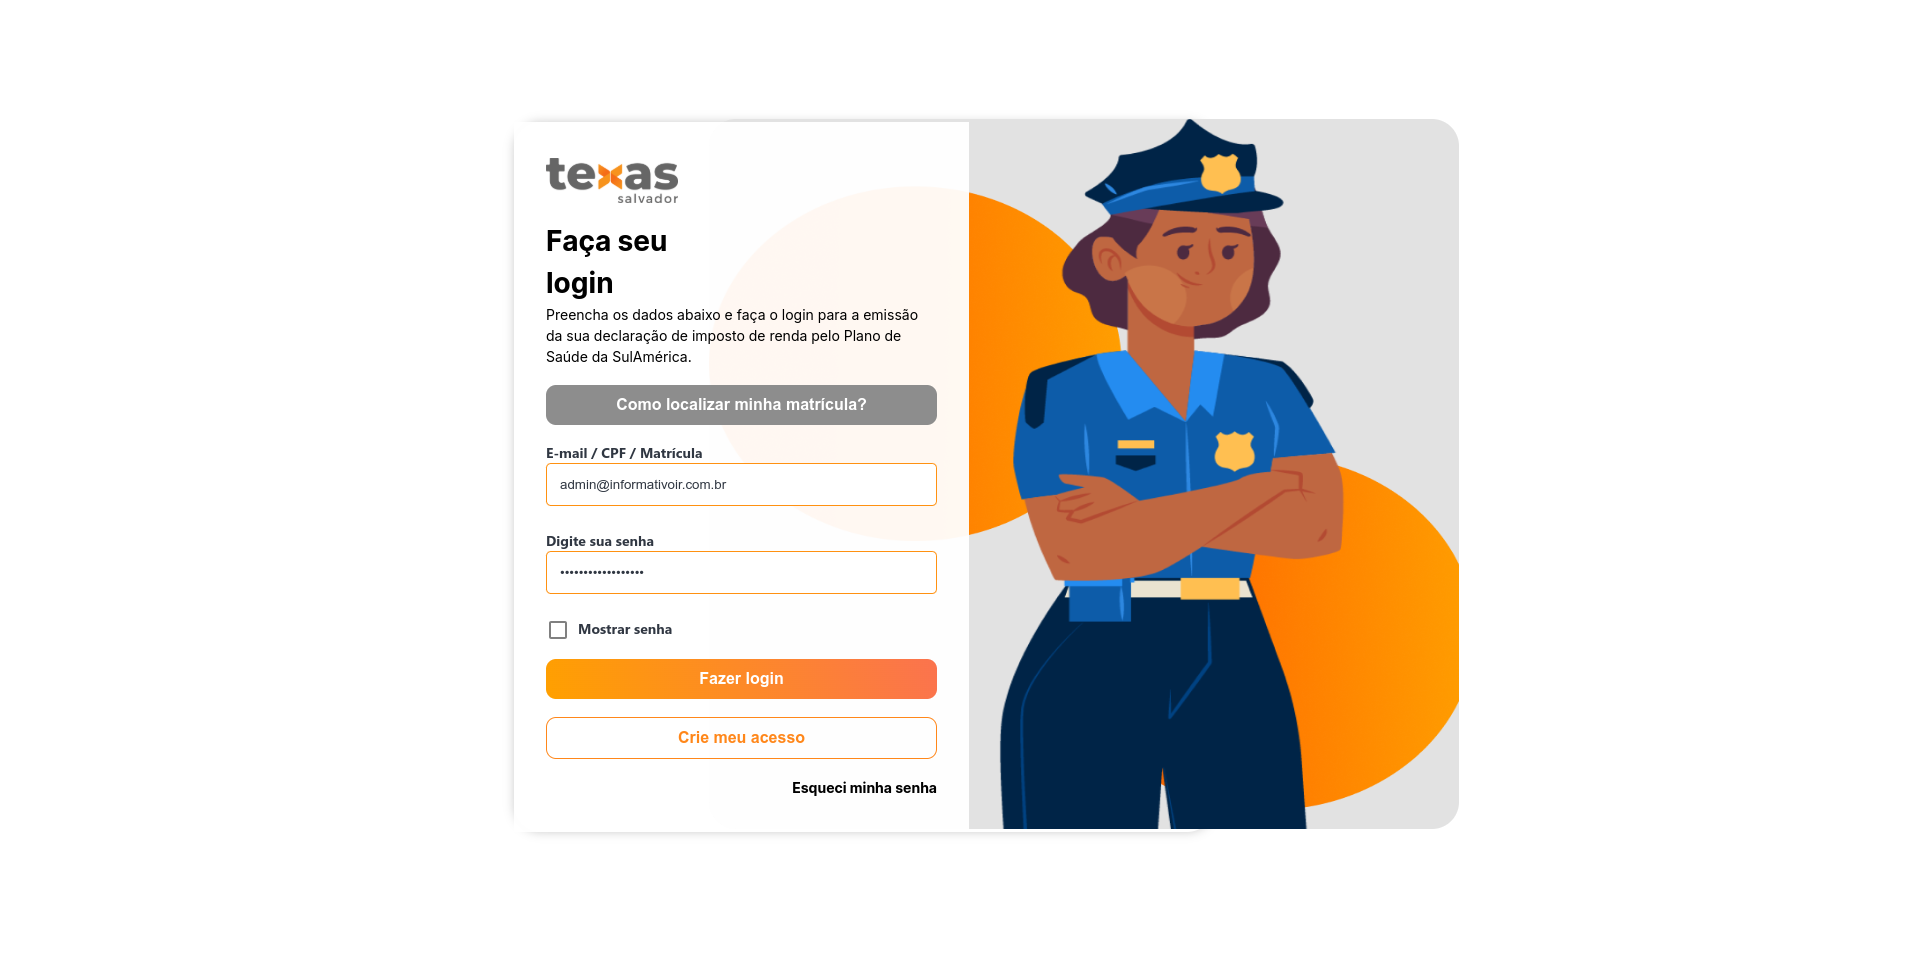 texas
salvador
Faça seu
login
Preencha os dados abaixo e faça o login para a emissão
da sua declaração de imposto de renda pelo Plano de
Saúde da SulAmérica.
Como localizar minha matrícula?
E-mail / CPF / Matrícula
admin@informativoir.com.br
Digite sua senha
•••••••••••••••••
Mostrar senha
Fazer login
Crie meu acesso
Esqueci minha senha